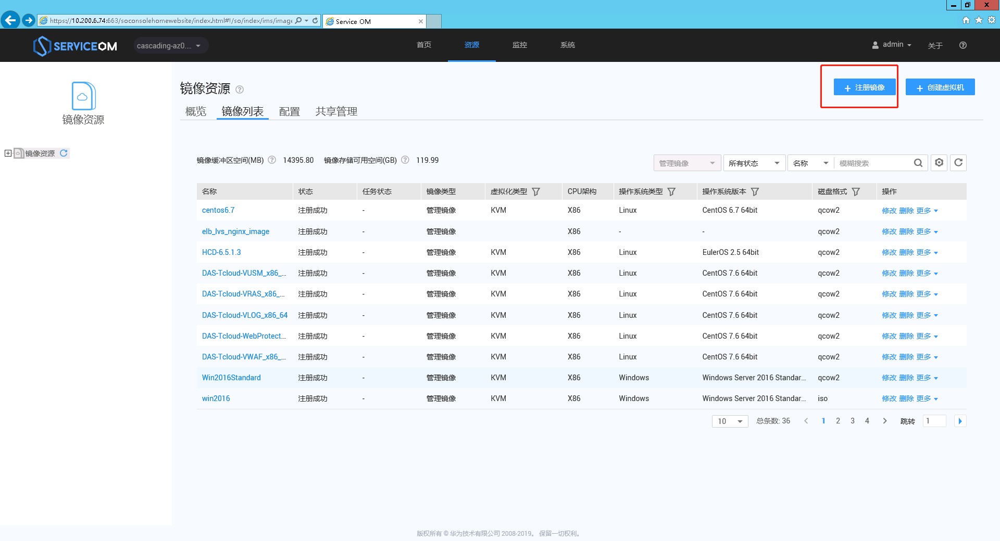 https://10.200.6.74:663/soconsolehomewebsite/index.html#!/so/index/ims/image
Service OM
SERVICEOM
cascading-az0....
首页
资源
监控
系统
admin
关于
镜像资源
镜像资源
镜像资源
注册镜像
创建虚拟机
概览
镜像列表
配置
共享管理
镜像缓冲区空间(MB) 14395.80 镜像存储可用空间(GB) 119.99
管理镜像
所有状态
名称
模糊搜索
名称 状态 任务状态 镜像类型 虚拟化类型 CPU架构 操作系统类型 操作系统版本 磁盘格式 操作
centos6.7 注册成功 - 管理镜像 KVM X86 Linux CentOS 6.7 64bit qcow2 修改 删除 更多
elb_lvs_nginx_image 注册成功 - 管理镜像 X86 - - qcow2 修改 删除 更多
HCD-6.5.1.3 注册成功 - 管理镜像 KVM X86 Linux EulerOS 2.5 64bit qcow2 修改 删除 更多
DAS-Tcloud-VUSM_x86_... 注册成功 - 管理镜像 KVM X86 Linux CentOS 7.6 64bit qcow2 修改 删除 更多
DAS-Tcloud-VRAS_x86_... 注册成功 - 管理镜像 KVM X86 Linux CentOS 7.6 64bit qcow2 修改 删除 更多
DAS-Tcloud-VLOG_x86_64 注册成功 - 管理镜像 KVM X86 Linux CentOS 7.6 64bit qcow2 修改 删除 更多
DAS-Tcloud-WebProtect... 注册成功 - 管理镜像 KVM X86 Linux CentOS 7.6 64bit qcow2 修改 删除 更多
DAS-Tcloud-VWAF_x86_... 注册成功 - 管理镜像 KVM X86 Linux CentOS 7.6 64bit qcow2 修改 删除 更多
Win2016Standard 注册成功 - 管理镜像 KVM X86 Windows Windows Server 2016 Standar... qcow2 修改 删除 更多
win2016 注册成功 - 管理镜像 KVM X86 Windows Windows Server 2016 Standar... iso 修改 删除 更多
10 总条数: 36 1 2 3 4 跳转 1
版权所有 © 华为技术有限公司 2008-2019。 保留一切权利。